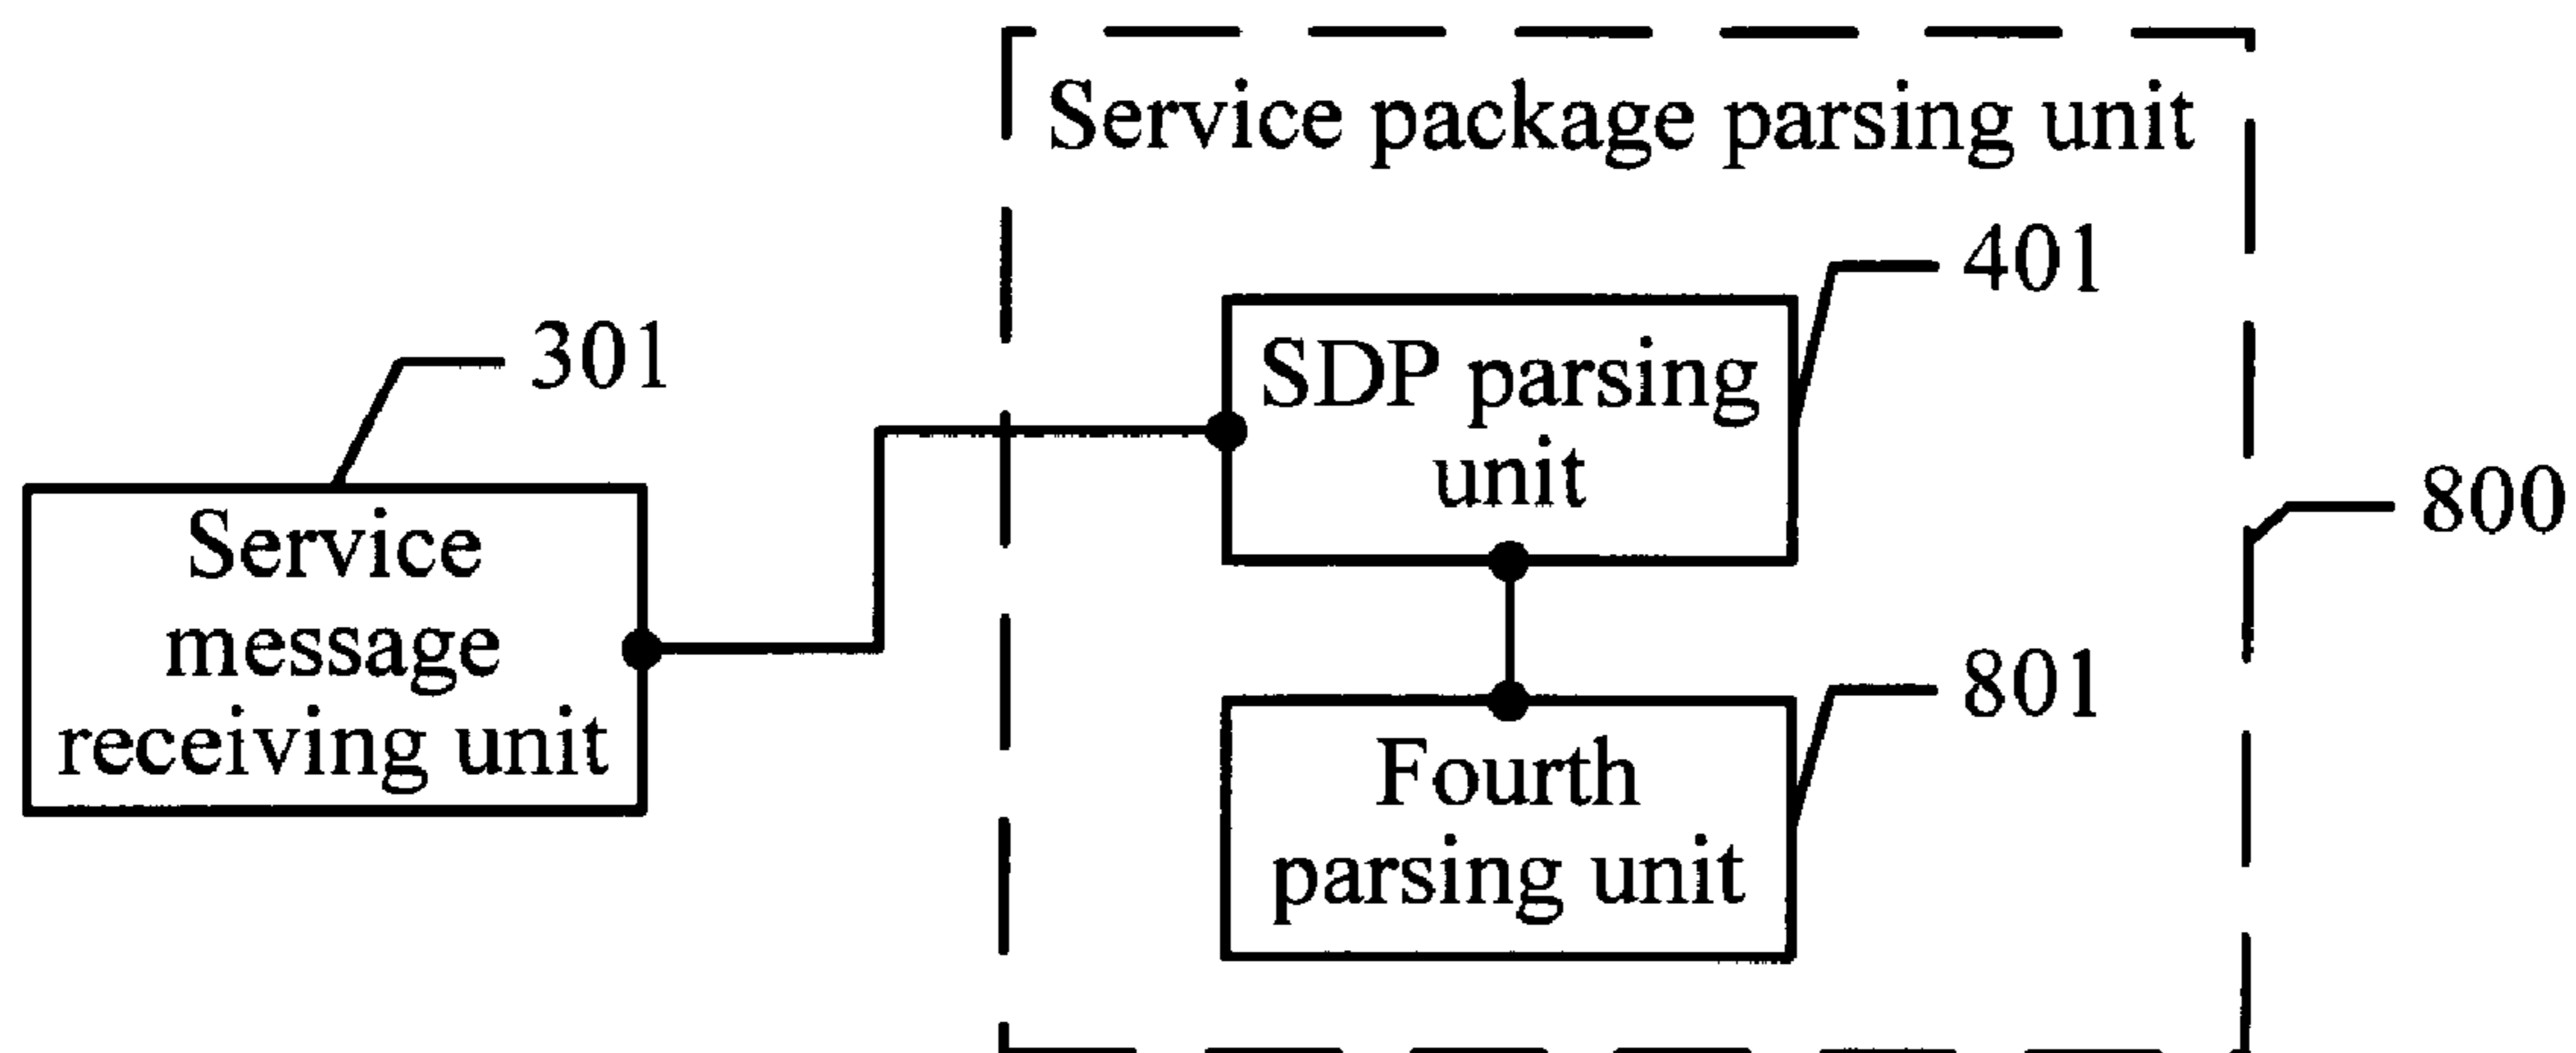 Service package parsing unit
401
SDP parsing
unit
301
800
Service
message
receiving unit
801
Fourth
parsing unit